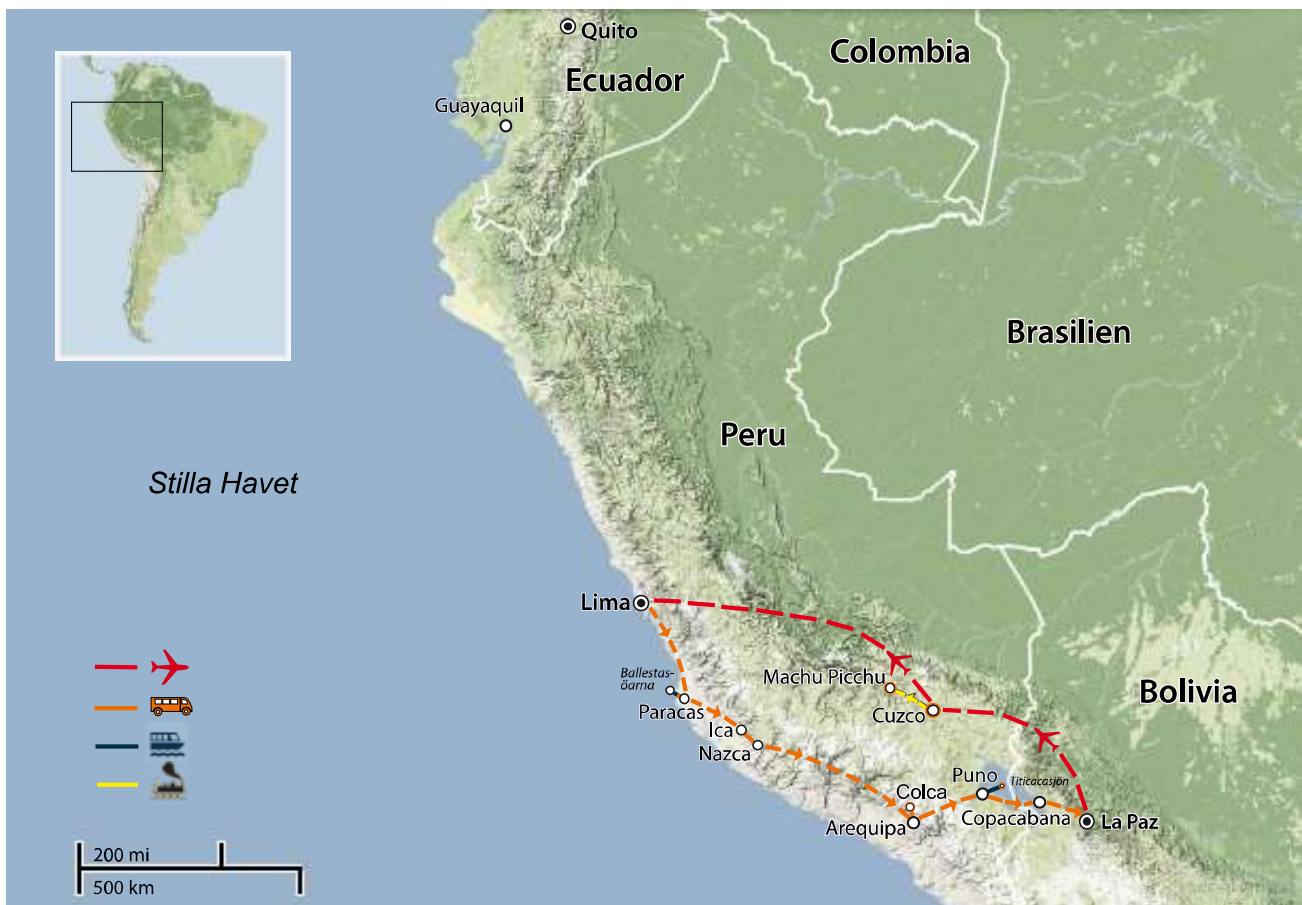 Quito
Colombia
Ecuador
Guayaquil
Brasilien
Peru
Stilla Havet
Lima
Machu Picchu
Ballestas-
öarna
Bolivia
Paracas
Cuzco
Ica
Nazca
Puno
Titicacasjön
Colca
Copacabana
Arequipa
La Paz
200 mi
500 km